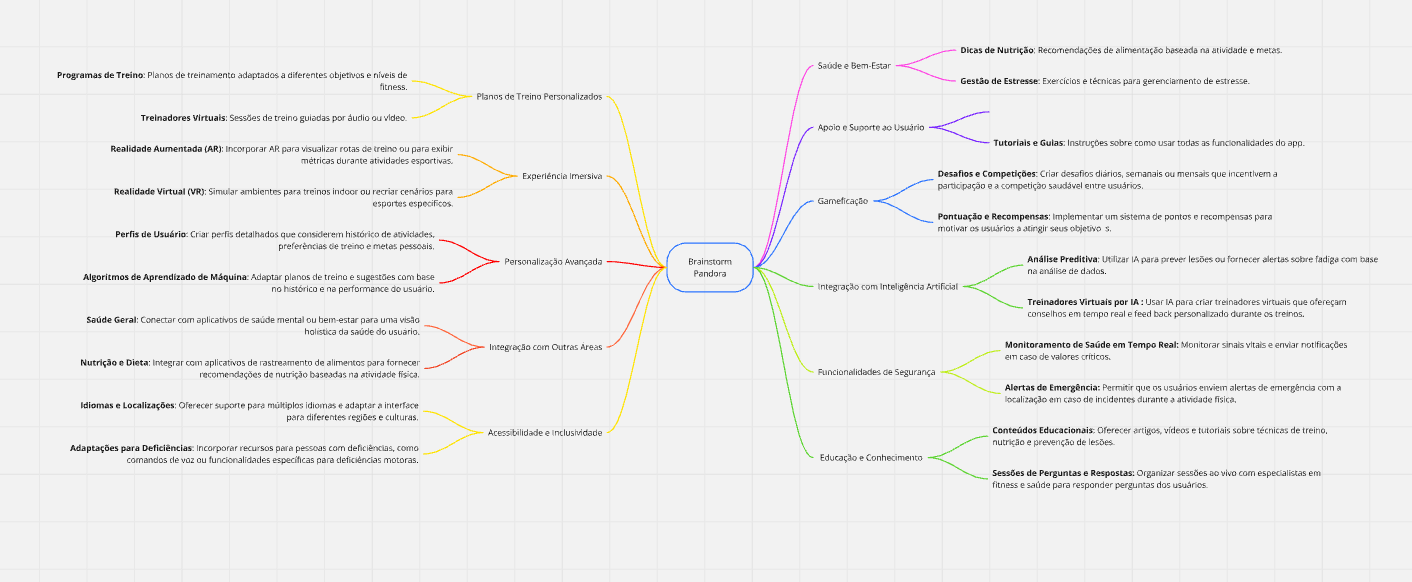 Programas de Treino: Planos de treinamento adaptados a diferentes objetivos e níveis de
fitness.
Treinadores Virtuais: Sessões de treino guiadas por áudio ou vídeo.
Planos de Treino Personalizados
Realidade Aumentada (AR): Incorporar AR para visualizar rotas de treino ou para exibir
métricas durante atividades esportivas.
Realidade Virtual (VR): Simular ambientes para treinos indoor ou recriar cenários para
esportes específicos.
Experiência Imersiva
Perfis de Usuário: Criar perfis detalhados que considerem histórico de atividades,
preferências de treino e metas pessoais.
Algoritmos de Aprendizado de Máquina: Adaptar planos de treino e sugestões com base
no histórico e na performance do usuário.
Personalização Avançada
Saúde Geral: Conectar com aplicativos de saúde mental ou bem-estar para uma visão
holística da saúde do usuário.
Nutrição e Dieta: Integrar com aplicativos de rastreamento de alimentos para fornecer
recomendações de nutrição baseadas na atividade física.
Integração com Outras Áreas
Idiomas e Localizações: Oferecer suporte para múltiplos idiomas e adaptar a interface
para diferentes regiões e culturas.
Adaptações para Deficiências: Incorporar recursos para pessoas com deficiências, como
comandos de voz ou funcionalidades específicas para deficiências motoras.
Acessibilidade e Inclusividade
Brainstorm
Pandora
Saúde e Bem-Estar
Dicas de Nutrição: Recomendações de alimentação baseada na atividade e metas.
Gestão de Estresse: Exercícios e técnicas para gerenciamento de estresse.
Apoio e Suporte ao Usuário
Tutoriais e Guias: Instruções sobre como usar todas as funcionalidades do app.
Gameficação
Desafios e Competições: Criar desafios diários, semanais ou mensais que incentivem a
participação e a competição saudável entre usuários.
Pontuação e Recompensas: Implementar um sistema de pontos e recompensas para
motivar os usuários a atingir seus objetivo s.
Integração com Inteligência Artificial
Análise Preditiva: Utilizar IA para prever lesões ou fornecer alertas sobre fadiga com base
na análise de dados.
Treinadores Virtuais por IA : Usar IA para criar treinadores virtuais que ofereçam
conselhos em tempo real e feed back personalizado durante os treinos.
Funcionalidades de Segurança
Monitoramento de Saúde em Tempo Real: Monitorar sinais vitais e enviar notificações
em caso de valores críticos.
Alertas de Emergência: Permitir que os usuários enviem alertas de emergência com a
localização em caso de incidentes durante a atividade física.
Educação e Conhecimento
Conteúdos Educacionais: Oferecer artigos, vídeos e tutoriais sobre técnicas de treino,
nutrição e prevenção de lesões.
Sessões de Perguntas e Respostas: Organizar sessões ao vivo com especialistas em
fitness e saúde para responder perguntas dos usuários.